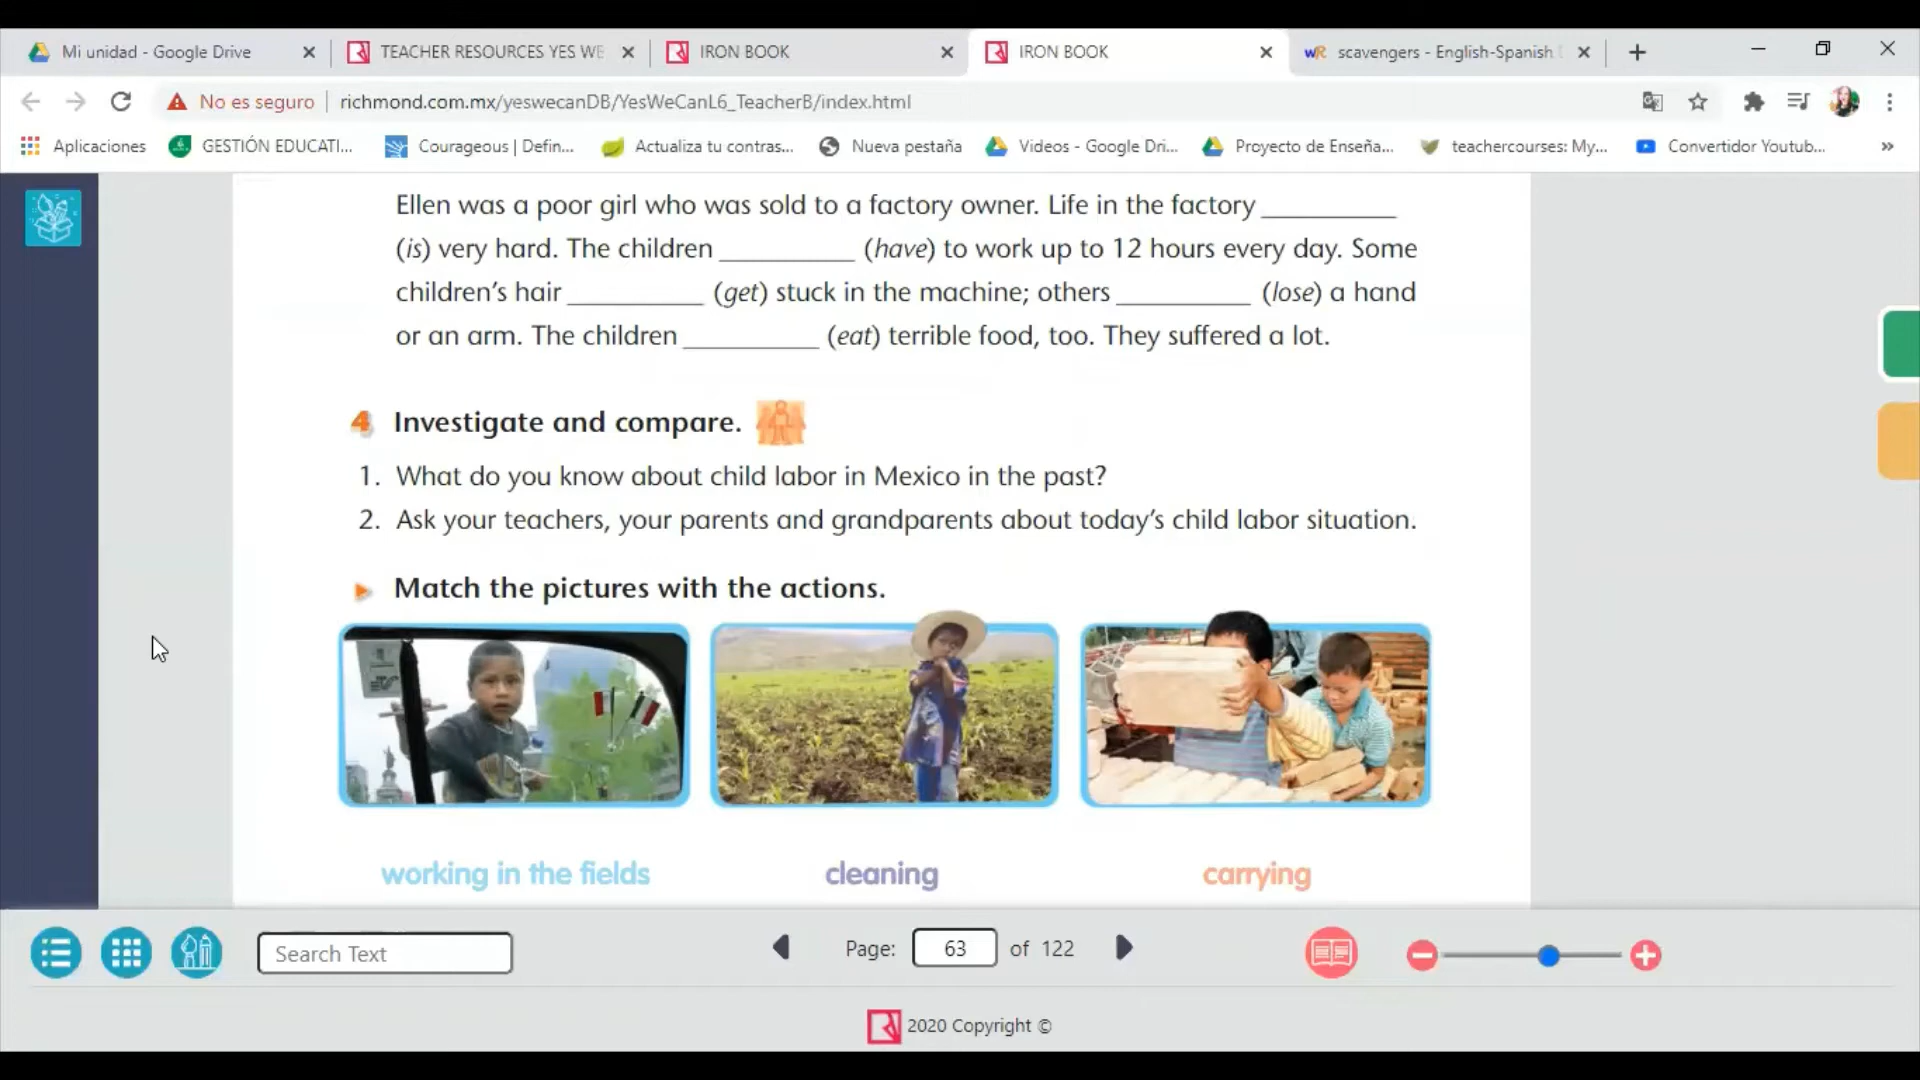 Mi unidad - Google Drive
TEACHER RESOURCES YES WE
IRON BOOK
IRON BOOK
scavengers - English-Spanish
No es seguro
richmond.com.mx/yeswecanDB/YesWeCanL6_TeacherB/index.html
Aplicaciones
GESTIÓN EDUCATI...
Courageous | Defin...
Actualiza tu contras...
Nueva pestaña
Videos - Google Dri...
Proyecto de Enseña...
teachercourses: My...
Convertidor Youtub...
Ellen was a poor girl who was sold to a factory owner. Life in the factory __________
(is) very hard. The children __________ (have) to work up to 12 hours every day. Some
children's hair __________ (get) stuck in the machine; others __________ (lose) a hand
or an arm. The children __________ (eat) terrible food, too. They suffered a lot.
4 Investigate and compare.
1. What do you know about child labor in Mexico in the past?
2. Ask your teachers, your parents and grandparents about today's child labor situation.
Match the pictures with the actions.
working in the fields
cleaning
carrying
Search Text
Page: 63 of 122
2020 Copyright ©